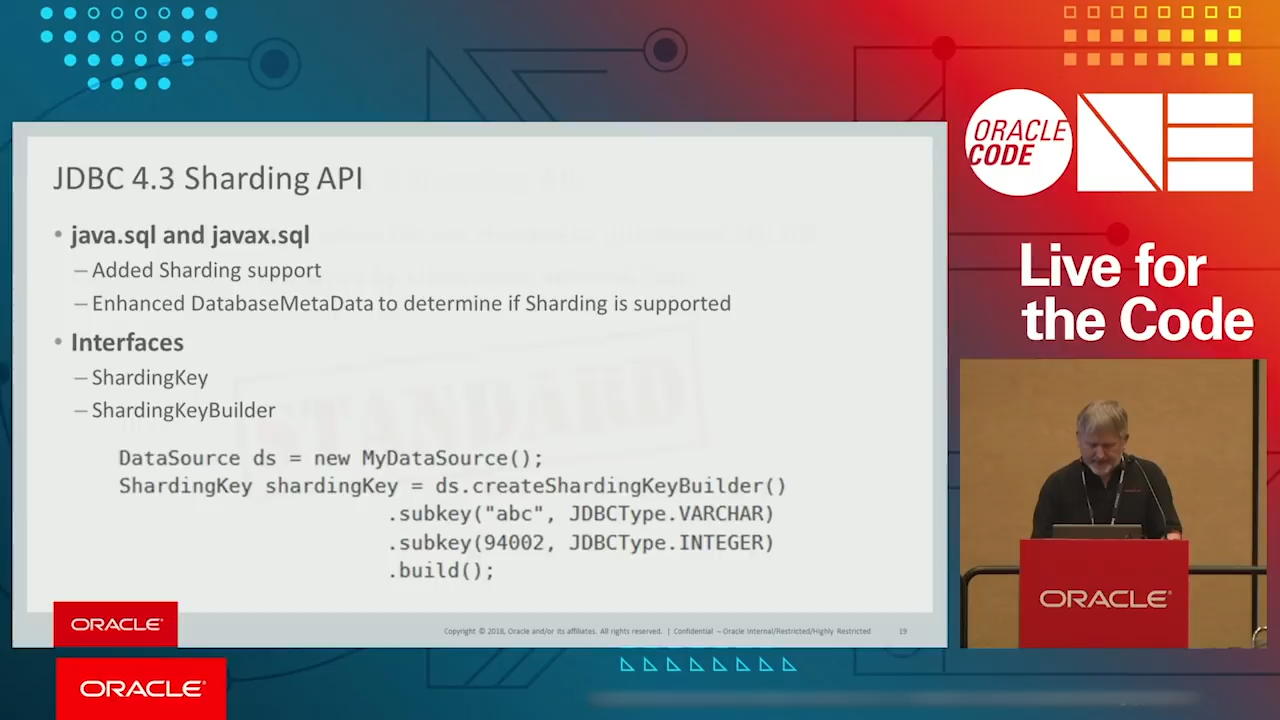 JDBC 4.3 Sharding API
• java.sql and javax.sql
– Added Sharding support
– Enhanced DatabaseMetaData to determine if Sharding is supported
• Interfaces
– ShardingKey
– ShardingKeyBuilder
DataSource ds = new MyDataSource();
ShardingKey shardingKey = ds.createShardingKeyBuilder()
.subkey("abc", JDBCType.VARCHAR)
.subkey(94002, JDBCType.INTEGER)
.build();
ORACLE
Copyright © 2018, Oracle and/or its affiliates. All rights reserved. | Confidential – Oracle Internal/Restricted/Highly Restricted 19
ORACLE
ORACLE
CODE
ONE
Live for
the Code
ORACLE